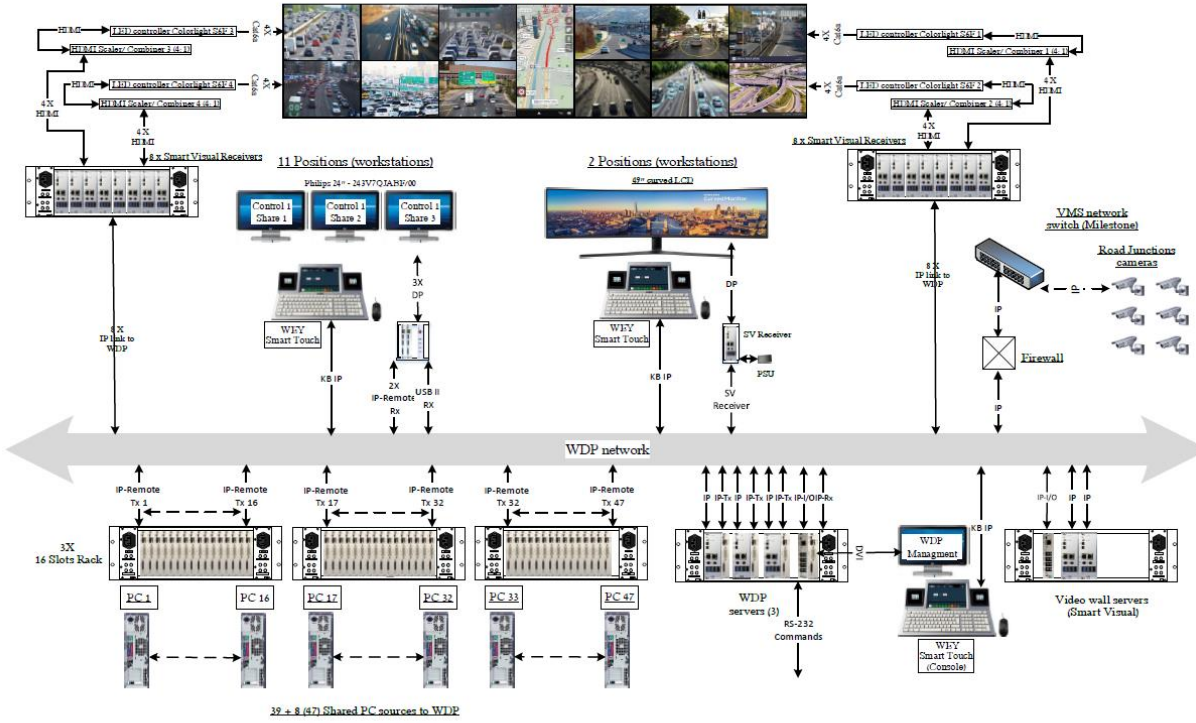 HDMI
LED controller Colorlight S6F 3
4X
Cat6a
HDMI
HDMI Scaler/ Combiner 3 (4:1)
HDMI
LED controller Colorlight S6F 4
4X
Cat6a
HDMI Scaler/ Combiner 4 (4:1)
4 X
HDMI
4 X
HDMI
8 x Smart Visual Receivers
4X
Cat6a
LED controller Colorlight S6F 1
HDMI
HDMI Scaler/ Combiner 1 (4:1)
4X
Cat6a
LED controller Colorlight S6F 2
HDMI
HDMI Scaler/ Combiner 2 (4:1)
4 X
HDMI
4 X
HDMI
8 x Smart Visual Receivers
11 Positions (workstations)
Philips 24" - 243V7QJABF/00
Control 1
Share 1
Control 1
Share 2
Control 1
Share 3
2 Positions (workstations)
49" curved LCD
VMS network
switch (Milestone)
Road Junctions
cameras
IP
IP
Firewall
IP
8 X
IP link to
WDP
WEY
Smart Touch
KB IP
3X
DP
2X
IP-Remote
Rx
USB II
RX
WEY
Smart Touch
KB IP
DP
SV Receiver
PSU
SV
Receiver
8 X
IP link to
WDP
WDP network
IP-Remote
Tx 1
IP-Remote
Tx 16
IP-Remote
Tx 17
IP-Remote
Tx 32
IP-Remote
Tx 32
IP-Remote
Tx 47
IP
IP-Tx
IP
IP-Tx
IP
IP-Tx
IP-I/O
IP-Rx
KB IP
IP-I/O
IP
IP
3X
16 Slots Rack
DVI
WDP
Managment
PC 1
PC 16
PC 17
PC 32
PC 33
PC 47
WDP
servers (3)
RS-232
Commands
WEY
Smart Touch
(Console)
Video wall servers
(Smart Visual)
39 + 8 (47) Shared PC sources to WDP